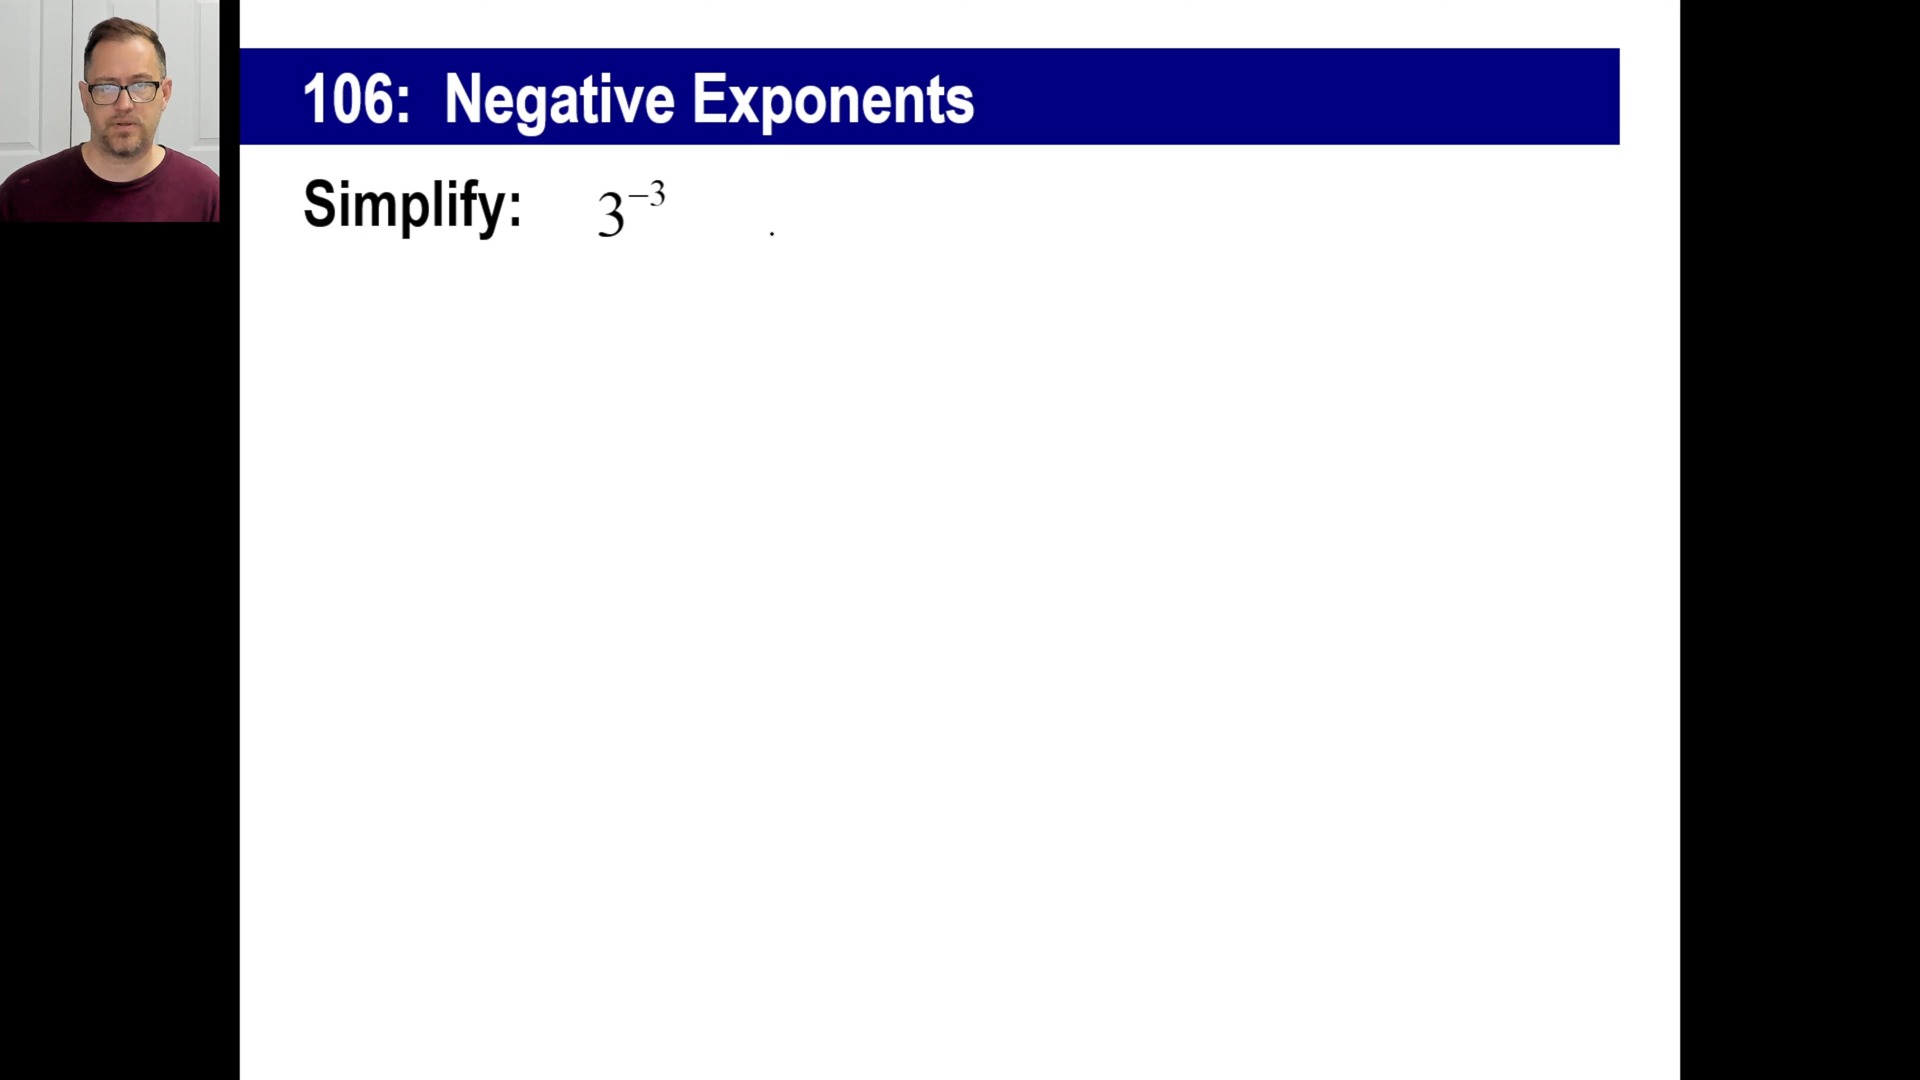 106: Negative Exponents
Simplify: 3⁻³ .